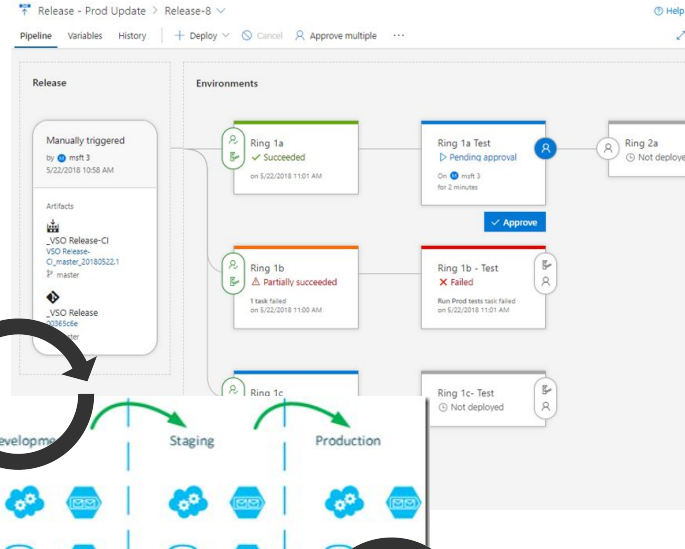 Release - Prod Update > Release-8
Help
Pipeline Variables History + Deploy Cancel Approve multiple ...
Release
Environments
Manually triggered
by msft 3
5/22/2018 10:58 AM
Artifacts
_VSO Release-CI
VSO Release-
CI_master_20180522.1
master
_VSO Release
00365c6e
Ring 1a
Succeeded
on 5/22/2018 11:01 AM
Ring 1a Test
Pending approval
On msft 3
for 2 minutes
Approve
Ring 2a
Not deploye
Ring 1b
Partially succeeded
1 task failed
on 5/22/2018 11:00 AM
Ring 1b - Test
Failed
Run Prod tests task failed
on 5/22/2018 11:01 AM
Ring 1c
Ring 1c- Test
Not deployed
evelopme
Staging
Production